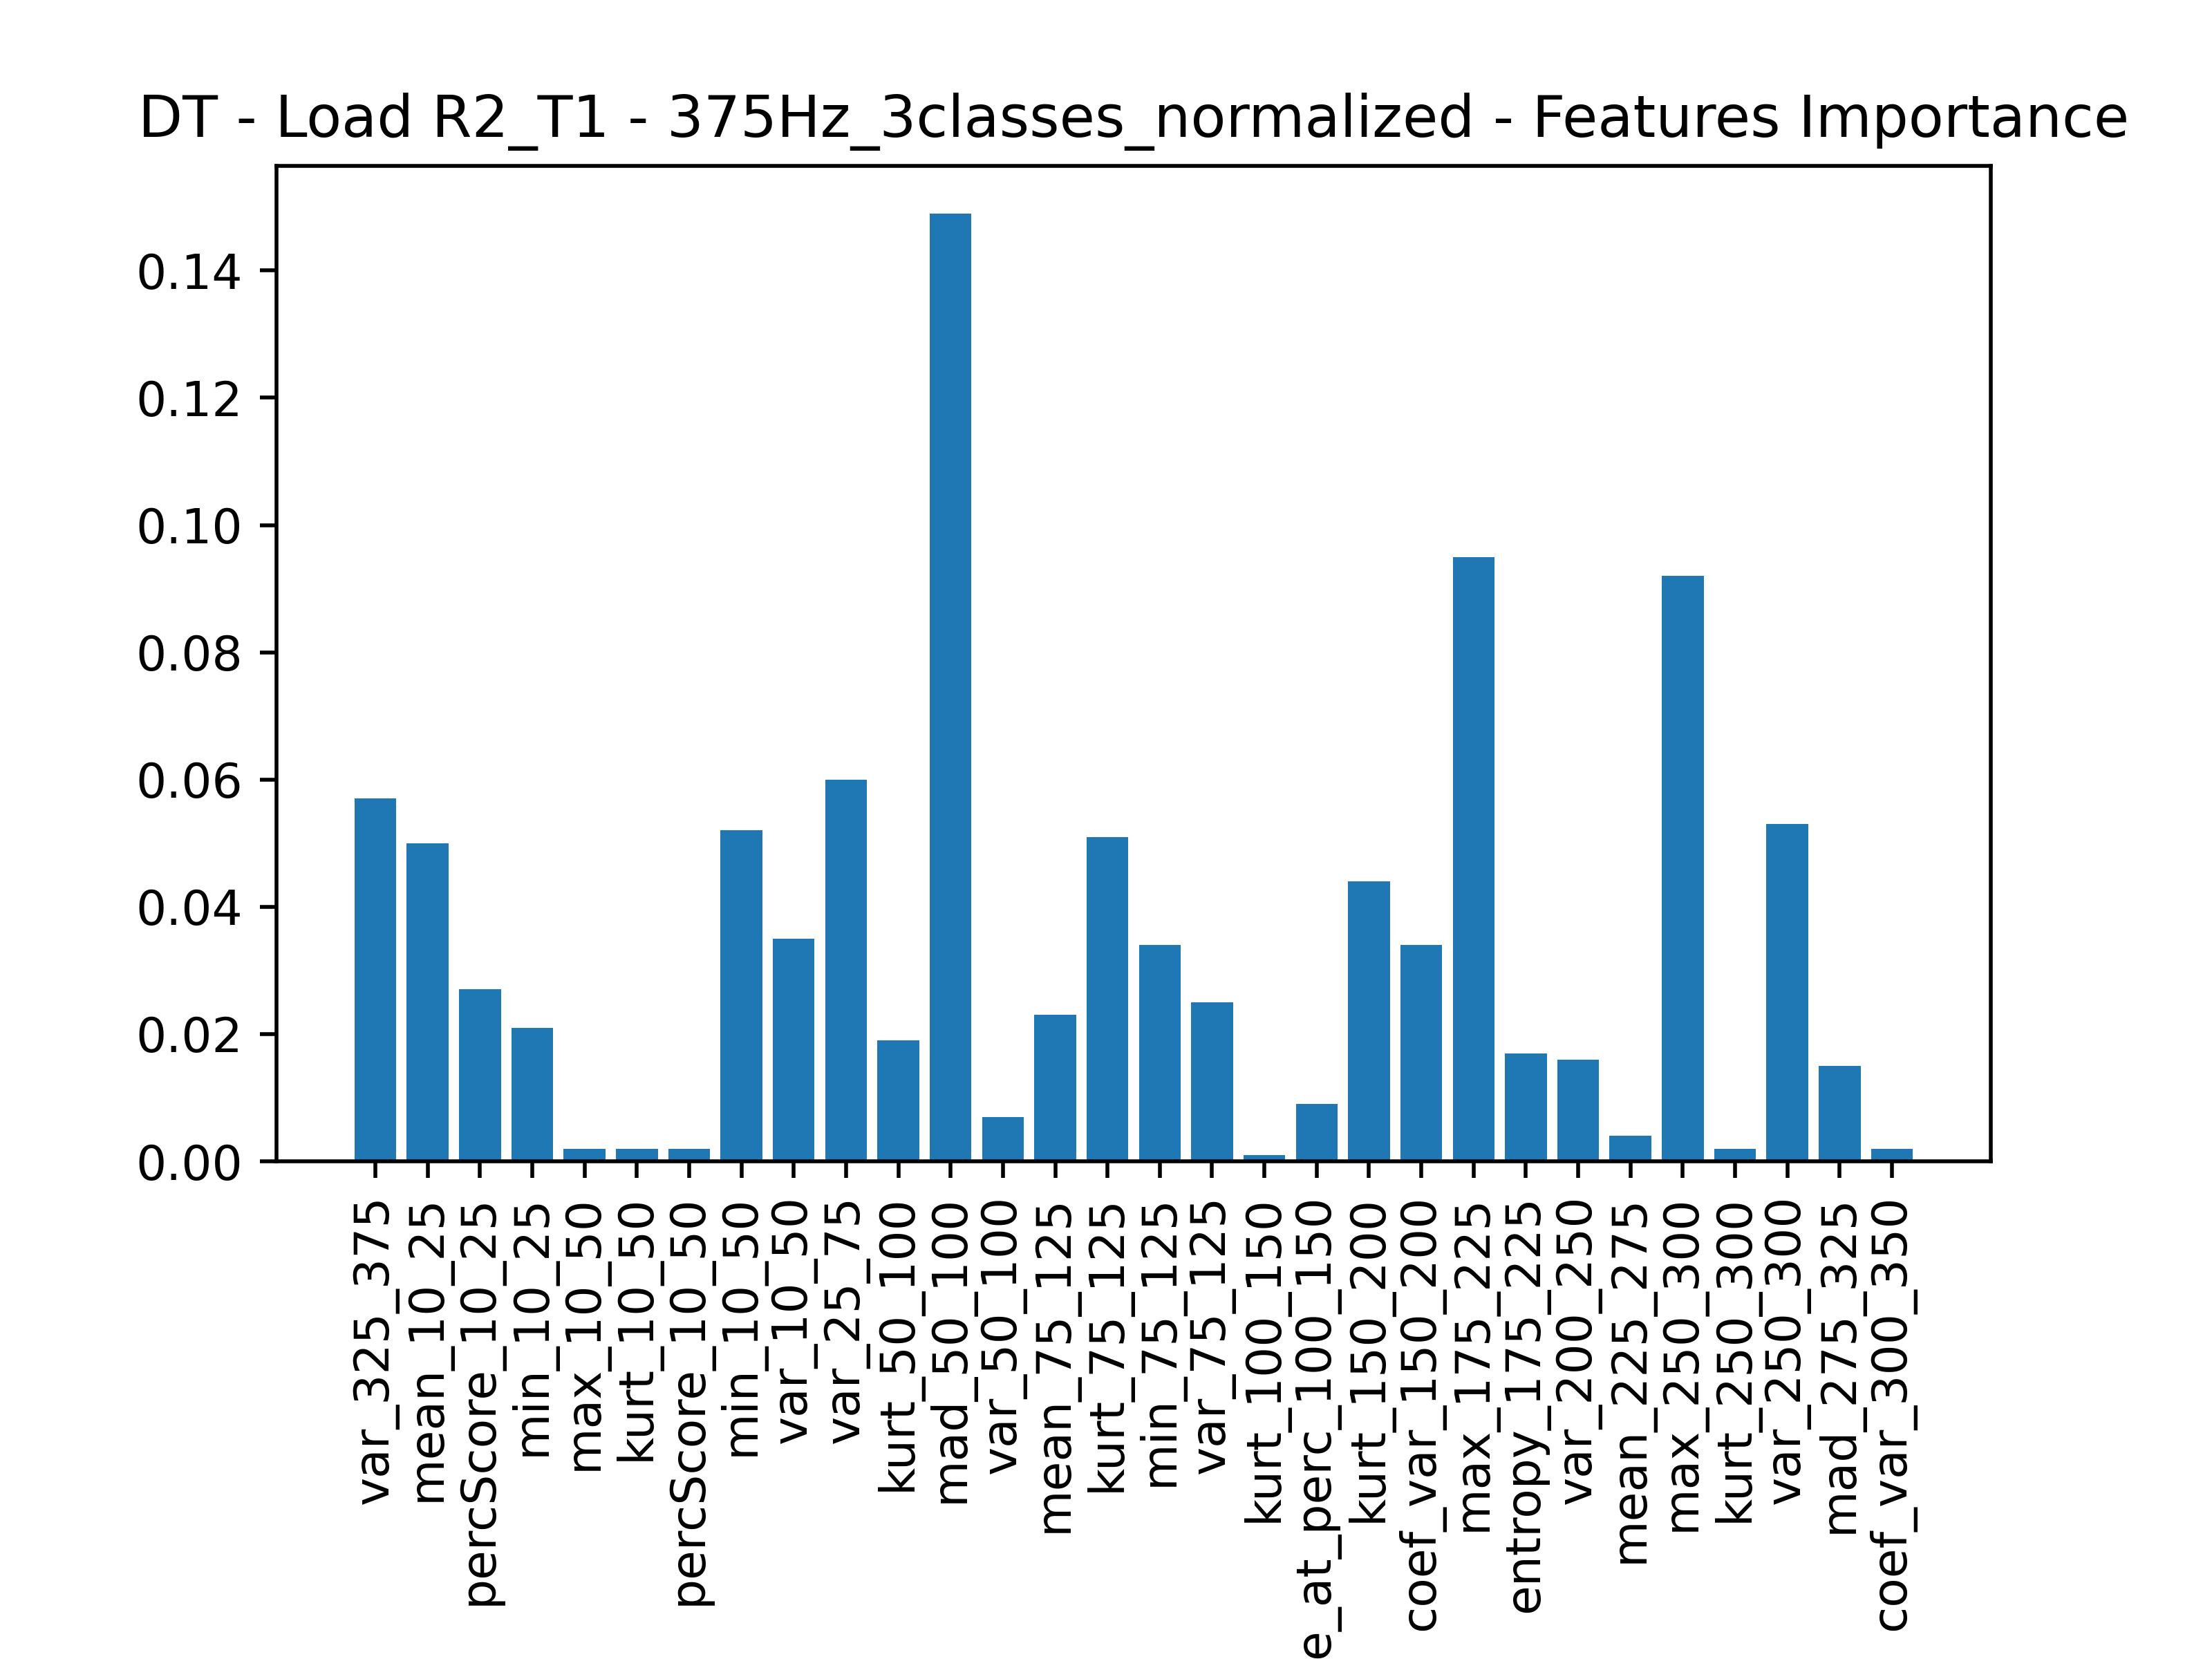 DT - Load R2_T1 - 375Hz_3classes_normalized - Features Importance
0.14
0.12
0.10
0.08
0.06
0.04
0.02
0.00
var_325_375
mean_10_25
percScore_10_25
min_10_25
max_10_50
kurt_10_50
percScore_10_50
min_10_50
var_10_50
var_25_75
kurt_50_100
mad_50_100
var_50_100
mean_75_125
kurt_75_125
min_75_125
var_75_125
kurt_100_150
e_at_perc_100_150
kurt_150_200
coef_var_150_200
max_175_225
entropy_175_225
var_200_250
mean_225_275
max_250_300
kurt_250_300
var_250_300
mad_275_325
coef_var_300_350